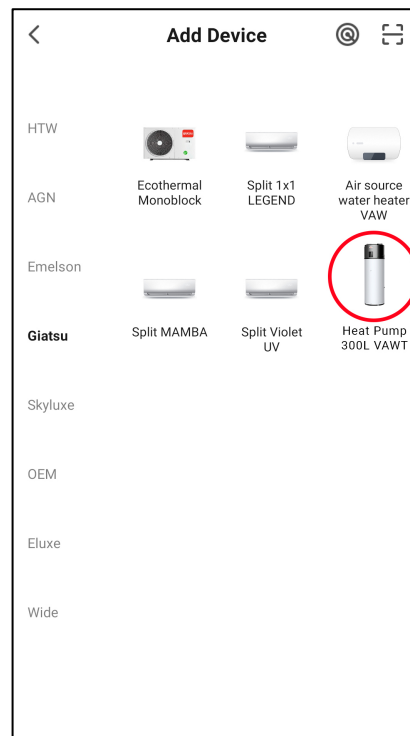 Add Device
HTW
AGN
Emelson
Giatsu
Skyluxe
OEM
Eluxe
Wide
Ecothermal
Monoblock
Split 1x1
LEGEND
Air source
water heater
VAW
Split MAMBA
Split Violet
UV
Heat Pump
300L VAWT